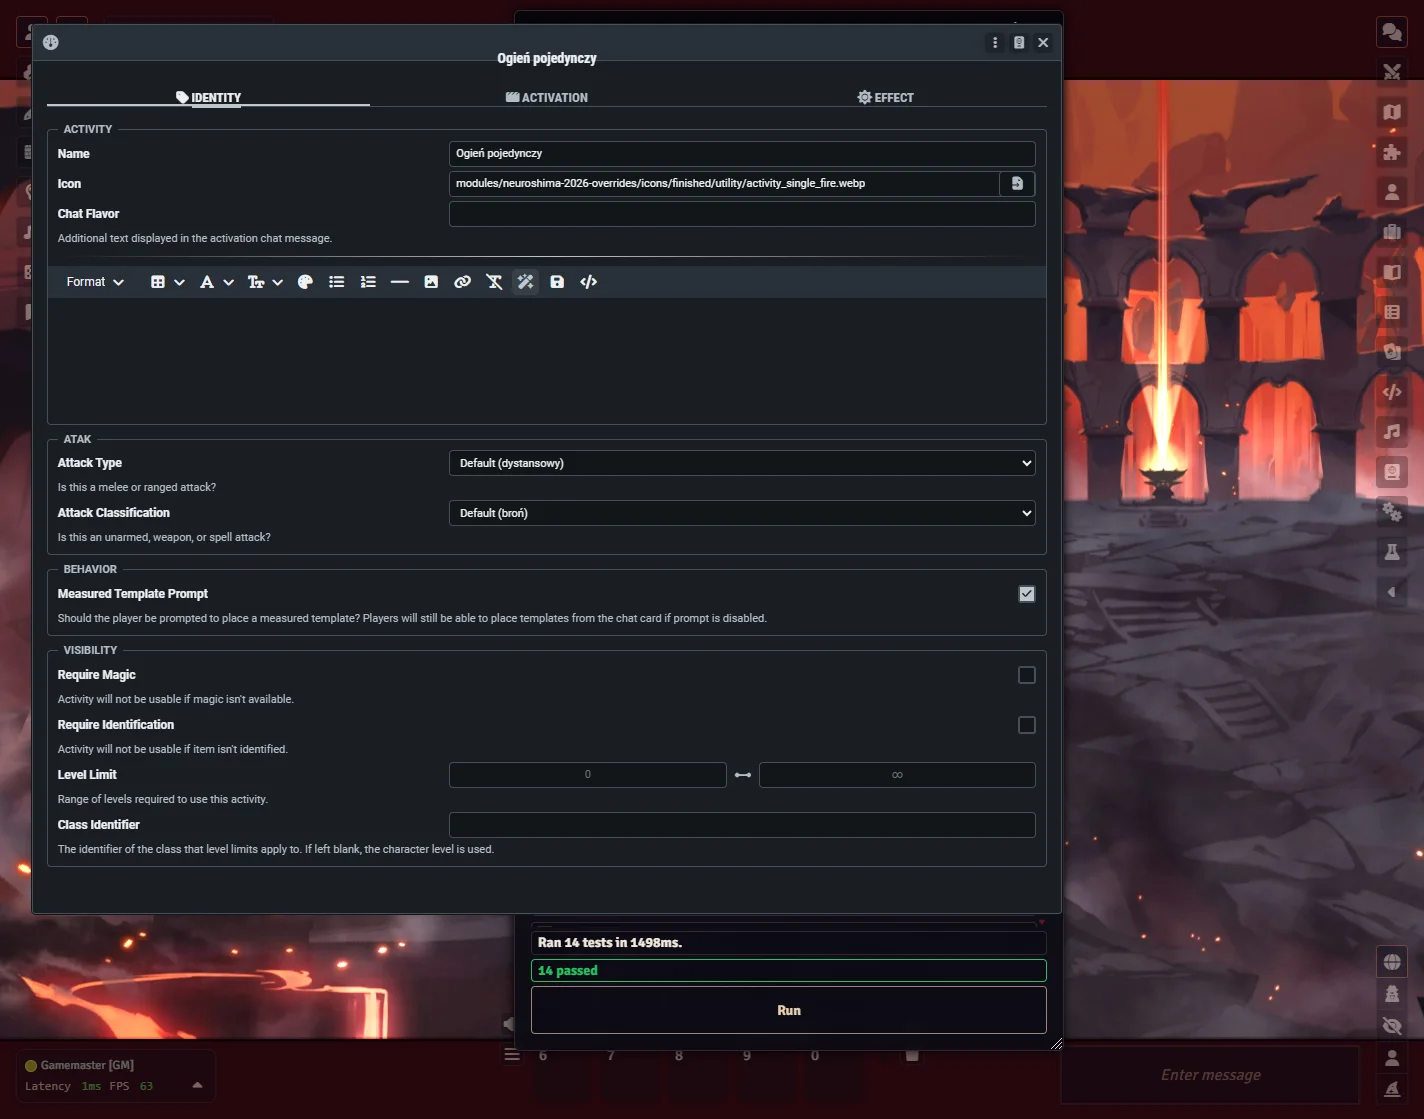 Ogień pojedynczy
IDENTITY
ACTIVATION
EFFECT
ACTIVITY
Name
Ogień pojedynczy
Icon
modules/neuroshima-2026-overrides/icons/finished/utility/activity_single_fire.webp
Chat Flavor
Additional text displayed in the activation chat message.
Format
ATAK
Attack Type
Default (dystansowy)
Is this a melee or ranged attack?
Attack Classification
Default (broń)
Is this an unarmed, weapon, or spell attack?
BEHAVIOR
Measured Template Prompt
Should the player be prompted to place a measured template? Players will still be able to place templates from the chat card if prompt is disabled.
VISIBILITY
Require Magic
Activity will not be usable if magic isn't available.
Require Identification
Activity will not be usable if item isn't identified.
Level Limit
0
∞
Range of levels required to use this activity.
Class Identifier
The identifier of the class that level limits apply to. If left blank, the character level is used.
Ran 14 tests in 1498ms.
14 passed
Run
6 7 8 9 0
Gamemaster [GM]
Latency 1ms FPS 63
Enter message